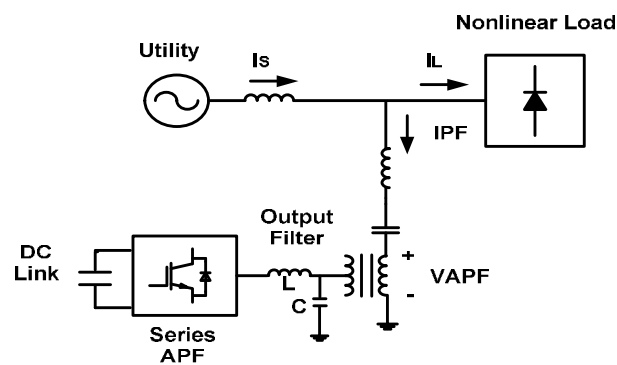 Nonlinear Load
Utility
IS
IL
IPF
Output
Filter
DC
Link
L
C
+
-
VAPF
Series
APF